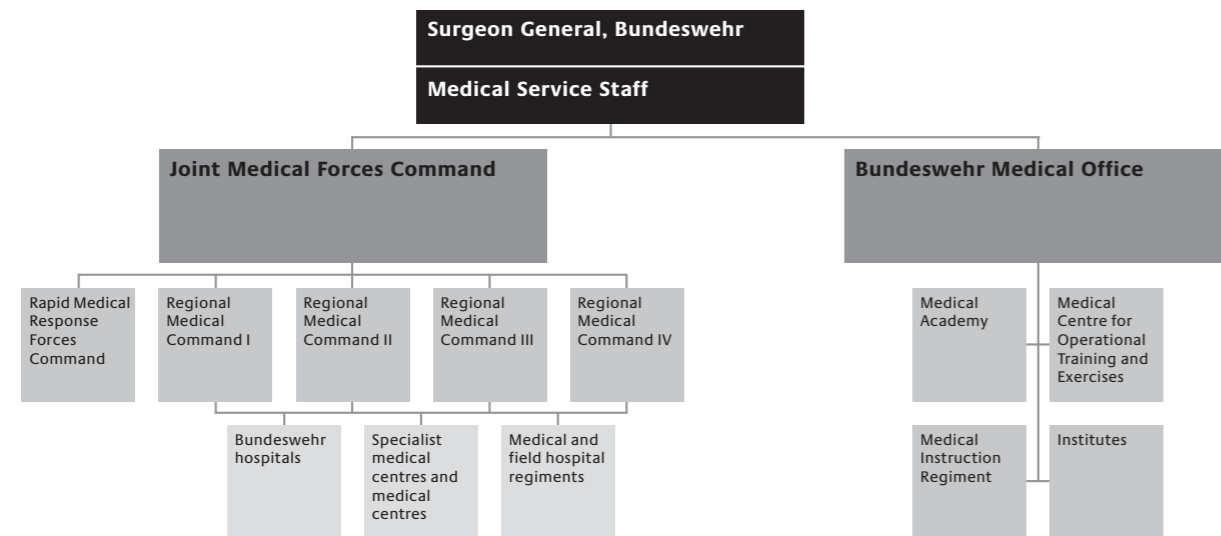 Surgeon General, Bundeswehr
Medical Service Staff
Joint Medical Forces Command
Bundeswehr Medical Office
Rapid Medical
Response
Forces
Command
Regional
Medical
Command I
Regional
Medical
Command II
Regional
Medical
Command III
Regional
Medical
Command IV
Medical
Academy
Medical
Centre for
Operational
Training and
Exercises
Bundeswehr
hospitals
Specialist
medical
centres and
medical
centres
Medical and
field hospital
regiments
Medical
Instruction
Regiment
Institutes